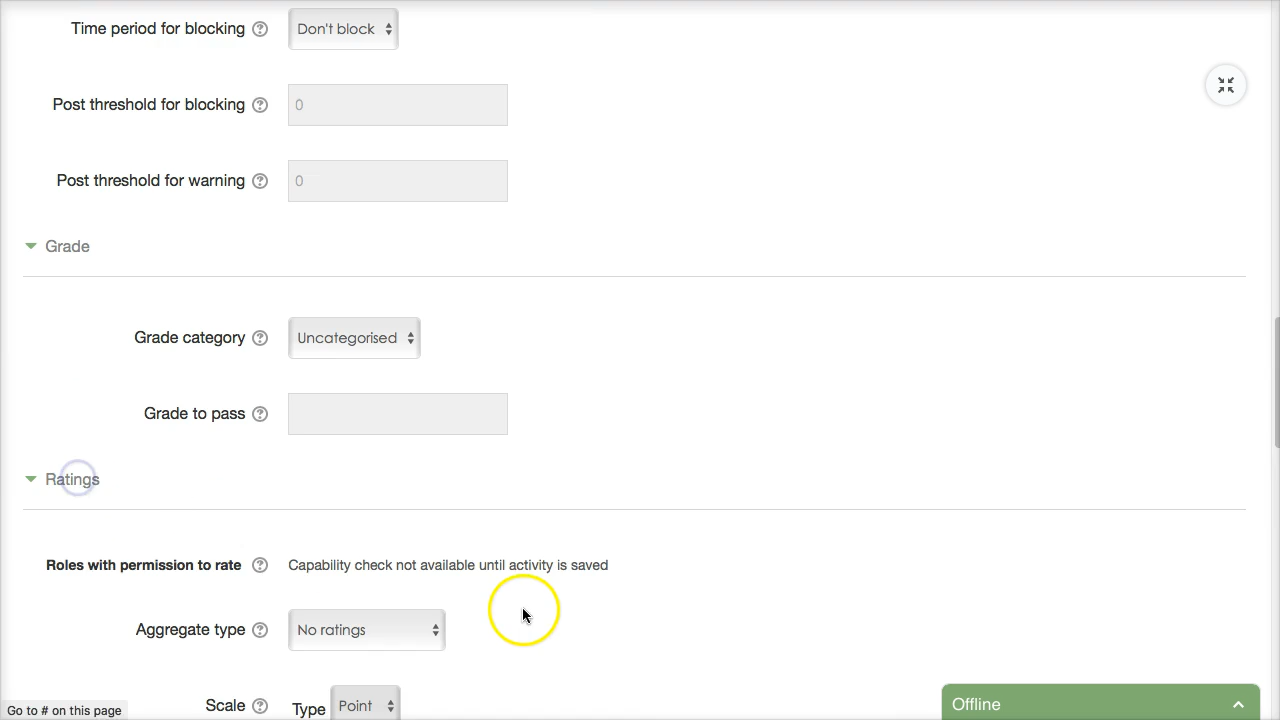 Time period for blocking Don't block
Post threshold for blocking 0
Post threshold for warning 0
Grade
Grade category Uncategorised
Grade to pass
Ratings
Roles with permission to rate Capability check not available until activity is saved
Aggregate type No ratings
Scale Type Point
Go to # on this page
Offline